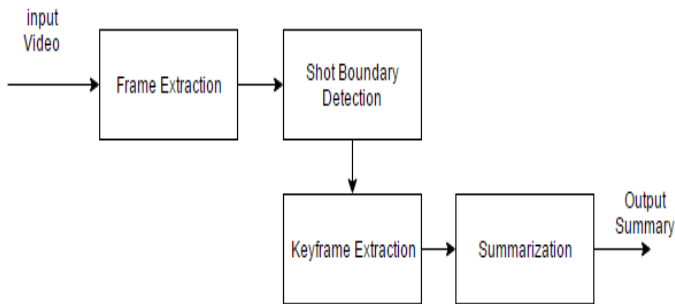 input
Video
Frame Extraction
Shot Boundary
Detection
Keyframe Extraction
Summarization
Output
Summary